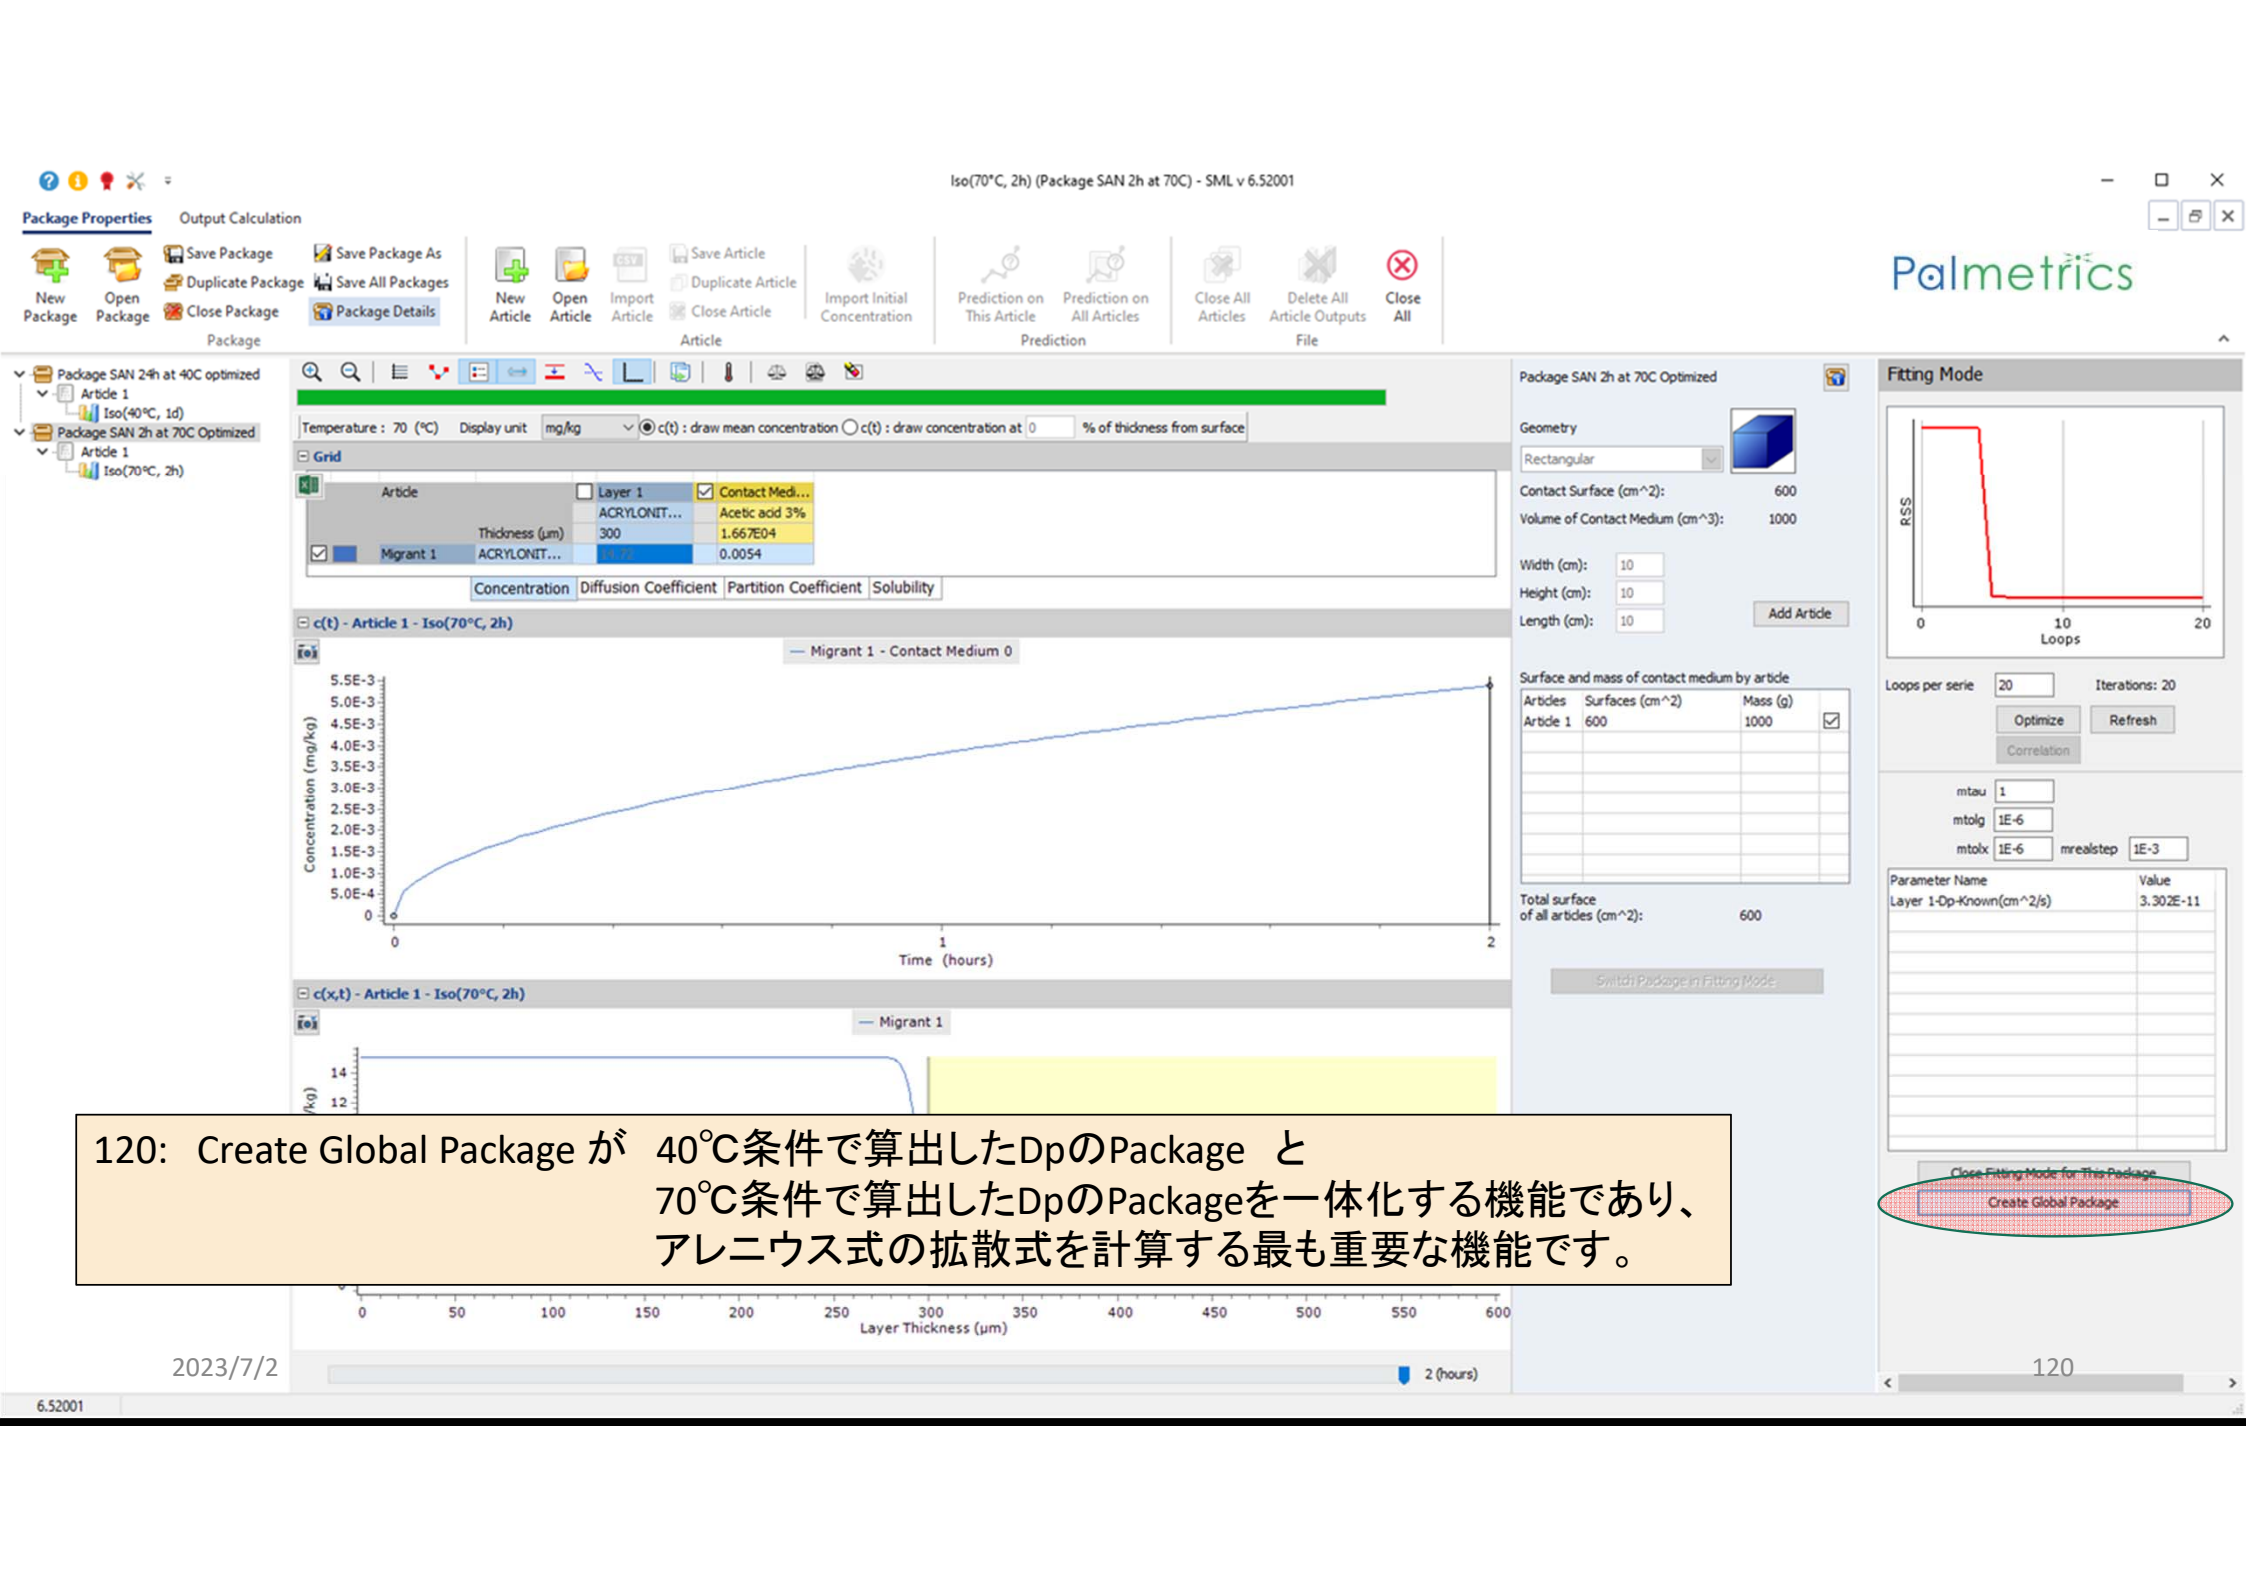 Iso(70°C, 2h) (Package SAN 2h at 70C) - SML v 6.52001
Package Properties Output Calculation
New Package
Open Package
Save Package
Duplicate Package
Close Package
Save Package As
Save All Packages
Package Details
Package
New Article
Open Article
Import Article
Save Article
Duplicate Article
Close Article
Article
Import Initial Concentration
Prediction on This Article
Prediction on All Articles
Prediction
Close All Articles
Delete All Article Outputs
Close All
File
Palmetrics
Package SAN 24h at 40C optimized
Article 1
Iso(40°C, 1d)
Package SAN 2h at 70C Optimized
Article 1
Iso(70°C, 2h)
Temperature : 70 (°C) Display unit mg/kg c(t) : draw mean concentration c(t) : draw concentration at 0 % of thickness from surface
Grid
Article Layer 1 Contact Medi...
ACRYLONIT... Acetic acid 3%
Thickness (µm) 300 1.667E04
Migrant 1 ACRYLONIT... 14.72 0.0054
Concentration Diffusion Coefficient Partition Coefficient Solubility
c(t) - Article 1 - Iso(70°C, 2h)
Migrant 1 - Contact Medium 0
Concentration (mg/kg)
5.5E-3
5.0E-3
4.5E-3
4.0E-3
3.5E-3
3.0E-3
2.5E-3
2.0E-3
1.5E-3
1.0E-3
5.0E-4
0
0 1 2
Time (hours)
c(x,t) - Article 1 - Iso(70°C, 2h)
Migrant 1
14
12
/kg)
0 50 100 150 200 250 300 350 400 450 500 550 600
Layer Thickness (µm)
2 (hours)
Package SAN 2h at 70C Optimized
Geometry
Rectangular
Contact Surface (cm^2): 600
Volume of Contact Medium (cm^3): 1000
Width (cm): 10
Height (cm): 10
Length (cm): 10
Add Article
Surface and mass of contact medium by article
Articles Surfaces (cm^2) Mass (g)
Article 1 600 1000
Total surface
of all articles (cm^2): 600
Switch Package in Fitting Mode
Fitting Mode
RSS
0 10 20
Loops
Loops per serie 20 Iterations: 20
Optimize Refresh
Correlation
mtau 1
mtolg 1E-6
mtolx 1E-6 mrealstep 1E-3
Parameter Name Value
Layer 1-Dp-Known(cm^2/s) 3.302E-11
Close Fitting Mode for This Package
Create Global Package
120: Create Global Package が 40℃条件で算出したDpのPackage と
70℃条件で算出したDpのPackageを一体化する機能であり、
アレニウス式の拡散式を計算する最も重要な機能です。
2023/7/2
120
6.52001